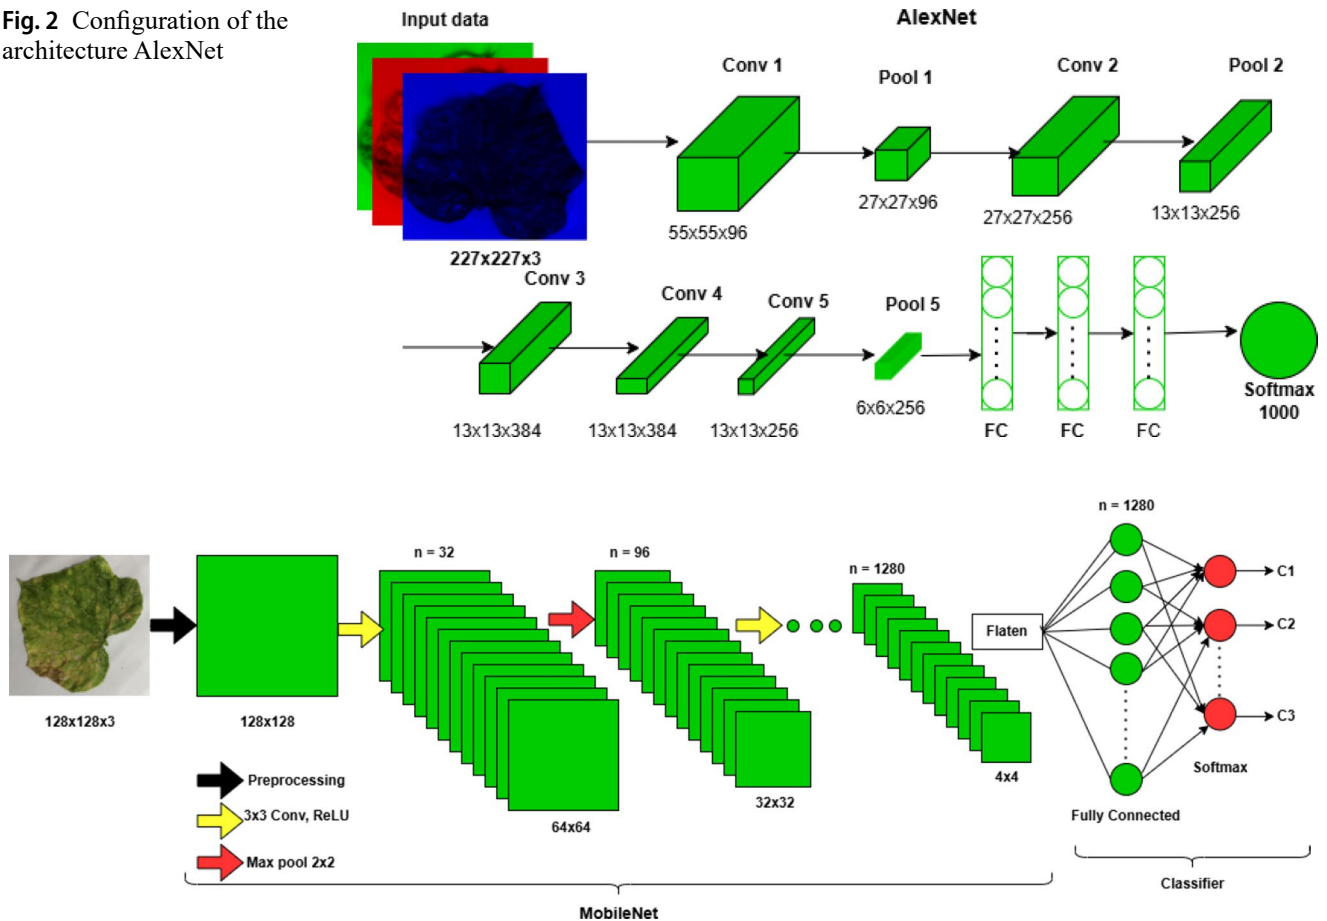 Fig. 2 Configuration of the
architecture AlexNet
Input data
AlexNet
Conv 1
Pool 1
Conv 2
Pool 2
55x55x96
27x27x96
27x27x256
13x13x256
227x227x3
Conv 3
Conv 4
Conv 5
Pool 5
13x13x384
13x13x384
13x13x256
6x6x256
FC
FC
FC
Softmax
1000
n = 32
n = 96
n = 1280
n = 1280
Flaten
C1
C2
C3
128x128x3
128x128
64x64
32x32
4x4
Softmax
Fully Connected
Preprocessing
3x3 Conv, ReLU
Max pool 2x2
MobileNet
Classifier